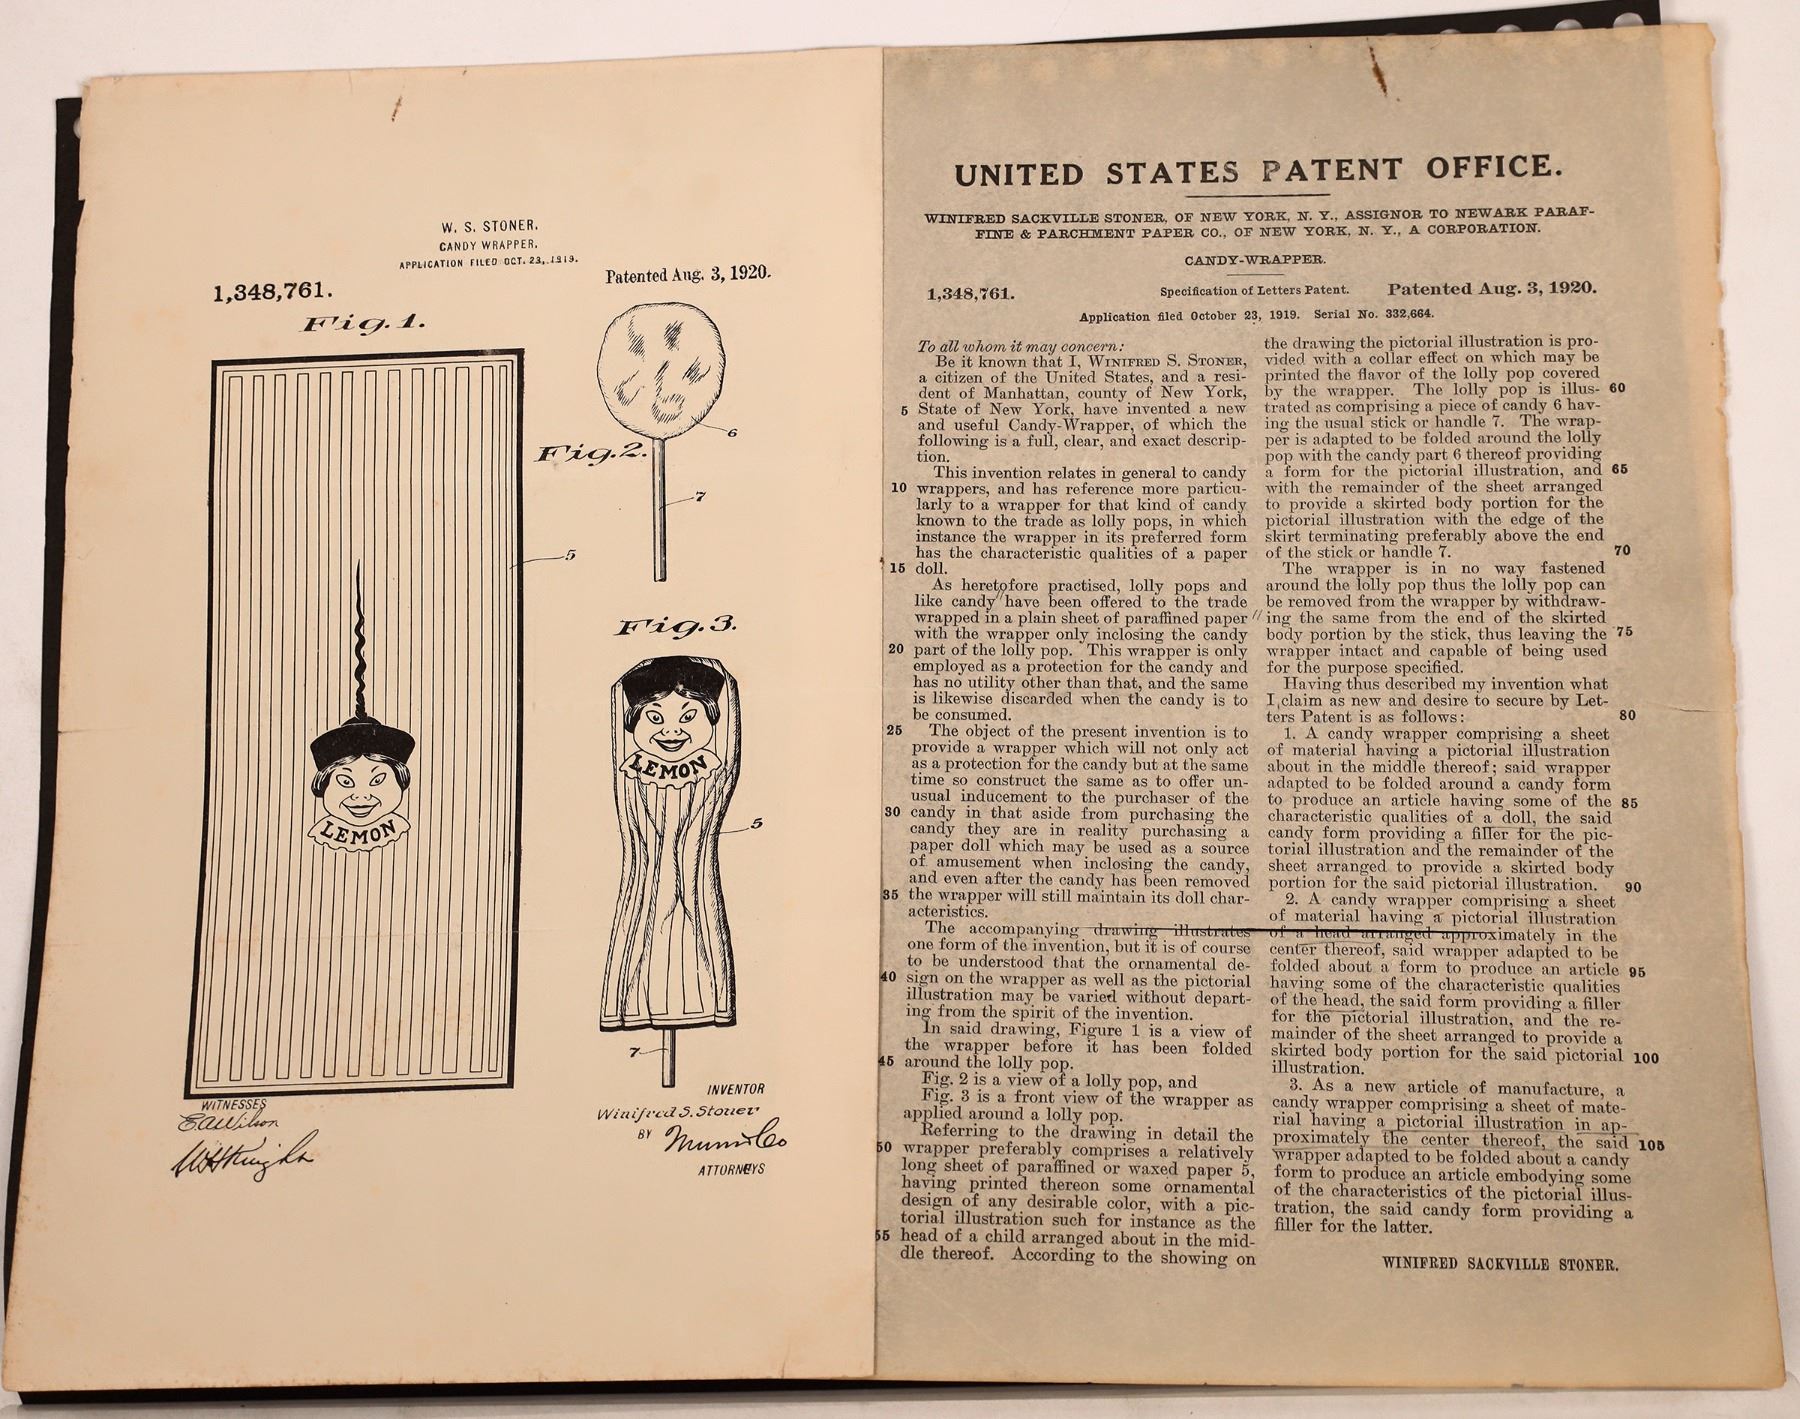 W. S. STONER.
CANDY WRAPPER.
APPLICATION FILED OCT. 23, 1919.
1,348,761.
Patented Aug. 3, 1920.
Fig. 1.
LEMON
5
Fig. 2.
6
7
Fig. 3.
LEMON
5
7
WITNESSES
E. A. Wilson
W. H. Knight
INVENTOR
Winifred S. Stoner
BY
Munn & Co
ATTORNEYS
UNITED STATES PATENT OFFICE.
WINIFRED SACKVILLE STONER, OF NEW YORK, N. Y., ASSIGNOR TO NEWARK PARAF-
FINE & PARCHMENT PAPER CO., OF NEW YORK, N. Y., A CORPORATION.
CANDY-WRAPPER.
1,348,761.
Specification of Letters Patent.
Patented Aug. 3, 1920.
Application filed October 23, 1919. Serial No. 332,664.
To all whom it may concern:
Be it known that I, WINIFRED S. STONER,
a citizen of the United States, and a resi-
dent of Manhattan, county of New York,
5 State of New York, have invented a new
and useful Candy-Wrapper, of which the
following is a full, clear, and exact descrip-
tion.
This invention relates in general to candy
10 wrappers, and has reference more particu-
larly to a wrapper for that kind of candy
known to the trade as lolly pops, in which
instance the wrapper in its preferred form
has the characteristic qualities of a paper
15 doll.
As heretofore practised, lolly pops and
like candy have been offered to the trade
wrapped in a plain sheet of paraffined paper
with the wrapper only inclosing the candy
20 part of the lolly pop. This wrapper is only
employed as a protection for the candy and
has no utility other than that, and the same
is likewise discarded when the candy is to
be consumed.
25 The object of the present invention is to
provide a wrapper which will not only act
as a protection for the candy but at the same
time so construct the same as to offer un-
usual inducement to the purchaser of the
30 candy in that aside from purchasing the
candy they are in reality purchasing a
paper doll which may be used as a source
of amusement when inclosing the candy,
and even after the candy has been removed
35 the wrapper will still maintain its doll char-
acteristics.
The accompanying drawing illustrates
one form of the invention, but it is of course
to be understood that the ornamental de-
40 sign on the wrapper as well as the pictorial
illustration may be varied without depart-
ing from the spirit of the invention.
In said drawing, Figure 1 is a view of
the wrapper before it has been folded
45 around the lolly pop.
Fig. 2 is a view of a lolly pop, and
Fig. 3 is a front view of the wrapper as
applied around a lolly pop.
Referring to the drawing in detail the
50 wrapper preferably comprises a relatively
long sheet of paraffined or waxed paper 5,
having printed thereon some ornamental
design of any desirable color, with a pic-
torial illustration such for instance as the
55 head of a child arranged about in the mid-
dle thereof. According to the showing on
the drawing the pictorial illustration is pro-
vided with a collar effect on which may be
printed the flavor of the lolly pop covered
by the wrapper. The lolly pop is illus- 60
trated as comprising a piece of candy 6 hav-
ing the usual stick or handle 7. The wrap-
per is adapted to be folded around the lolly
pop with the candy part 6 thereof providing
a form for the pictorial illustration, and 65
with the remainder of the sheet arranged
to provide a skirted body portion for the
pictorial illustration with the edge of the
skirt terminating preferably above the end
of the stick or handle 7. 70
The wrapper is in no way fastened
around the lolly pop thus the lolly pop can
be removed from the wrapper by withdraw-
ing the same from the end of the skirted
body portion by the stick, thus leaving the 75
wrapper intact and capable of being used
for the purpose specified.
Having thus described my invention what
I claim as new and desire to secure by Let-
ters Patent is as follows: 80
1. A candy wrapper comprising a sheet
of material having a pictorial illustration
about in the middle thereof; said wrapper
adapted to be folded around a candy form
to produce an article having some of the 85
characteristic qualities of a doll, the said
candy form providing a filler for the pic-
torial illustration and the remainder of the
sheet arranged to provide a skirted body
portion for the said pictorial illustration. 90
2. A candy wrapper comprising a sheet
of material having a pictorial illustration
of a head arranged approximately in the
center thereof, said wrapper adapted to be
folded about a form to produce an article 95
having some of the characteristic qualities
of the head, the said form providing a filler
for the pictorial illustration, and the re-
mainder of the sheet arranged to provide a
skirted body portion for the said pictorial 100
illustration.
3. As a new article of manufacture, a
candy wrapper comprising a sheet of mate-
rial having a pictorial illustration in ap-
proximately the center thereof, the said 105
wrapper adapted to be folded about a candy
form to produce an article embodying some
of the characteristics of the pictorial illus-
tration, the said candy form providing a
filler for the latter.
WINIFRED SACKVILLE STONER.